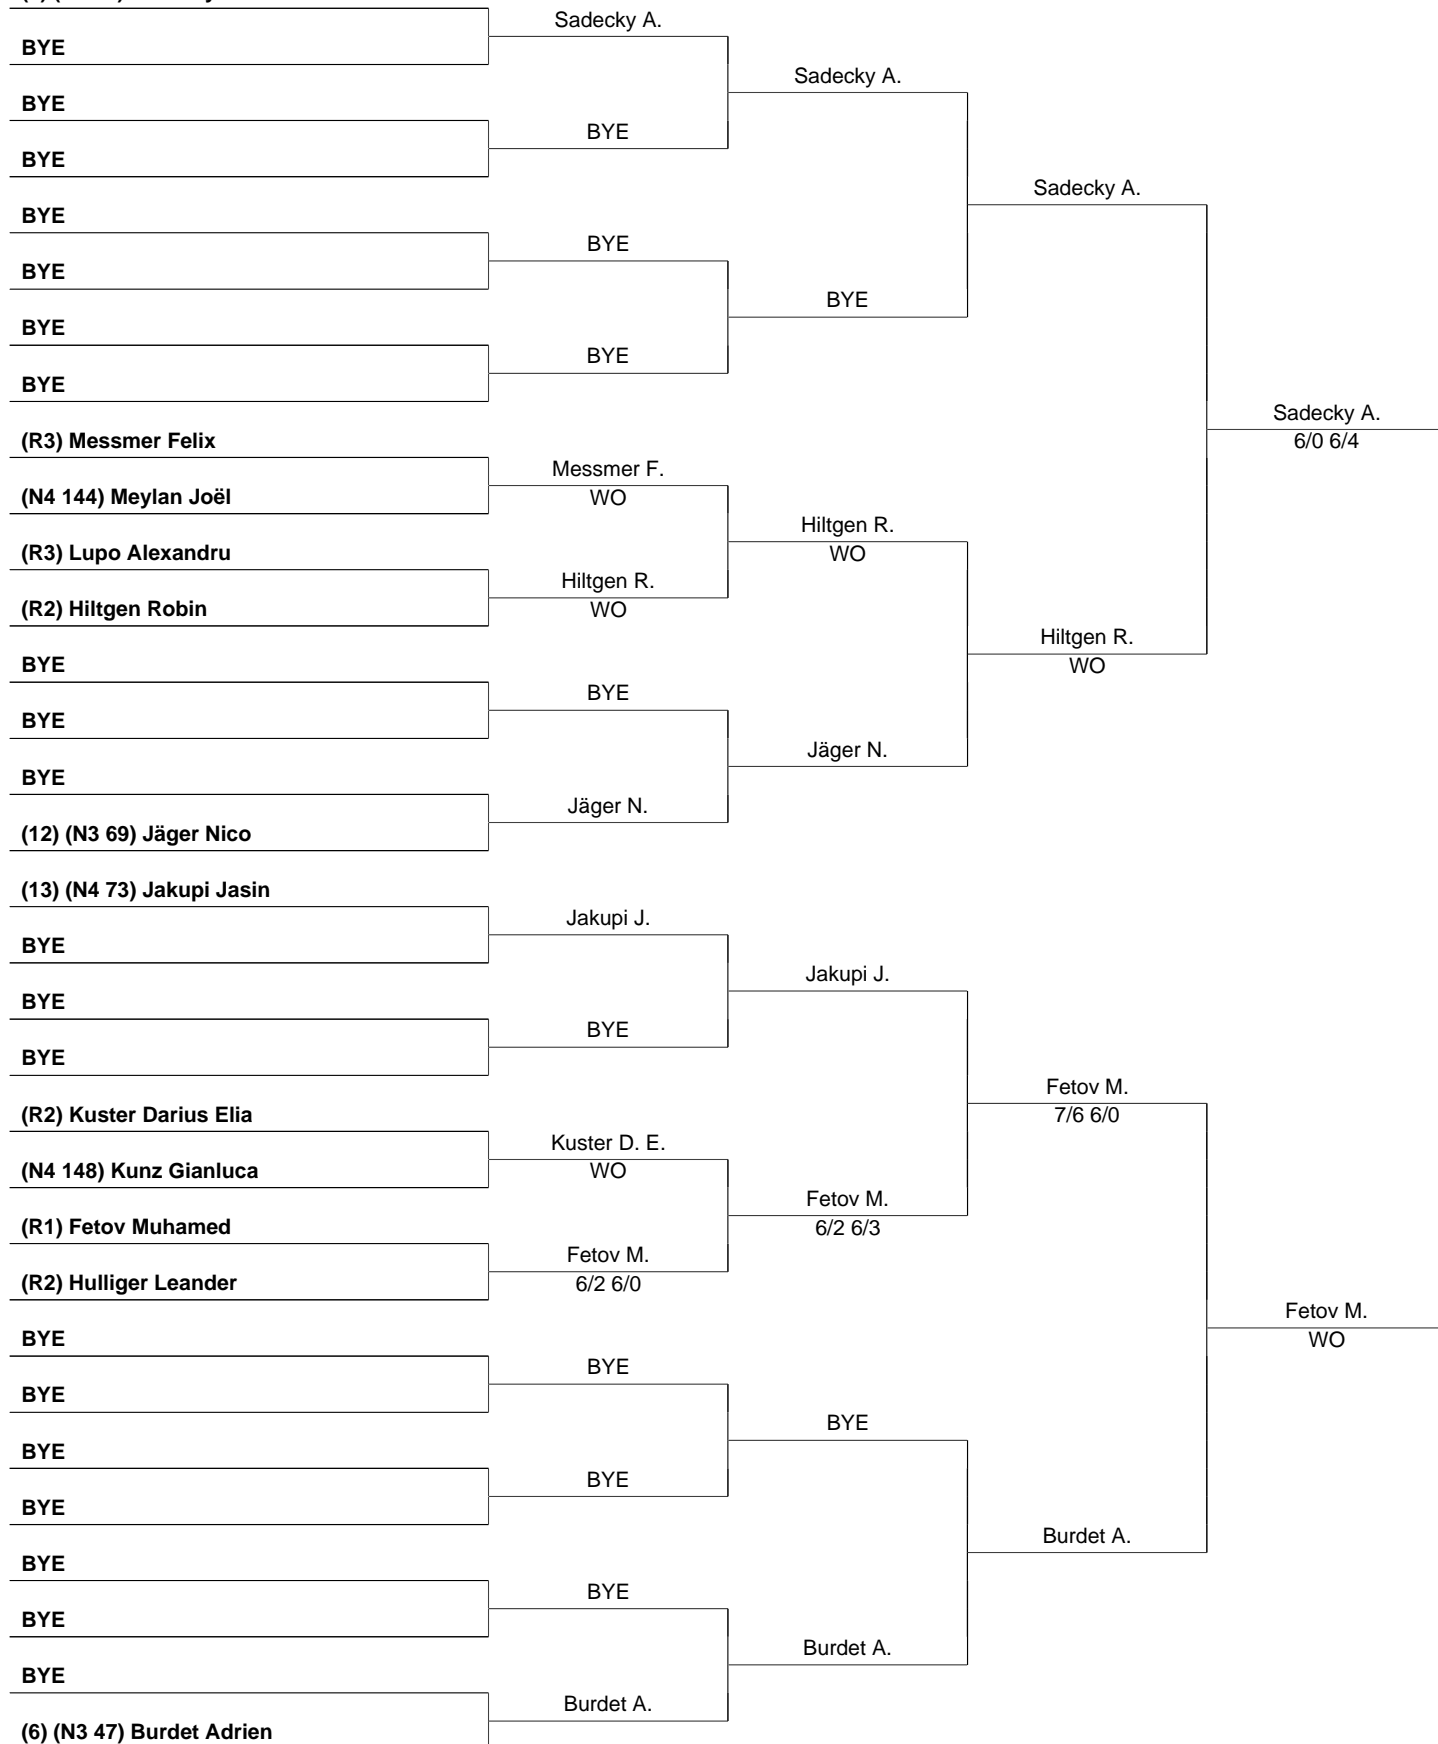 BYE
BYE
BYE
BYE
BYE
BYE
BYE
(R3) Messmer Felix
(N4 144) Meylan Joël
(R3) Lupo Alexandru
(R2) Hiltgen Robin
BYE
BYE
BYE
(12) (N3 69) Jäger Nico
(13) (N4 73) Jakupi Jasin
BYE
BYE
BYE
(R2) Kuster Darius Elia
(N4 148) Kunz Gianluca
(R1) Fetov Muhamed
(R2) Hulliger Leander
BYE
BYE
BYE
BYE
BYE
BYE
BYE
(6) (N3 47) Burdet Adrien
Sadecky A.
BYE
BYE
BYE
Messmer F.
WO
Hiltgen R.
WO
BYE
Jäger N.
Jakupi J.
BYE
Kuster D. E.
WO
Fetov M.
6/2 6/0
BYE
BYE
BYE
Burdet A.
Sadecky A.
BYE
Hiltgen R.
WO
Jäger N.
Jakupi J.
Fetov M.
6/2 6/3
BYE
Burdet A.
Sadecky A.
Hiltgen R.
WO
Fetov M.
7/6 6/0
Burdet A.
Sadecky A.
6/0 6/4
Fetov M.
WO